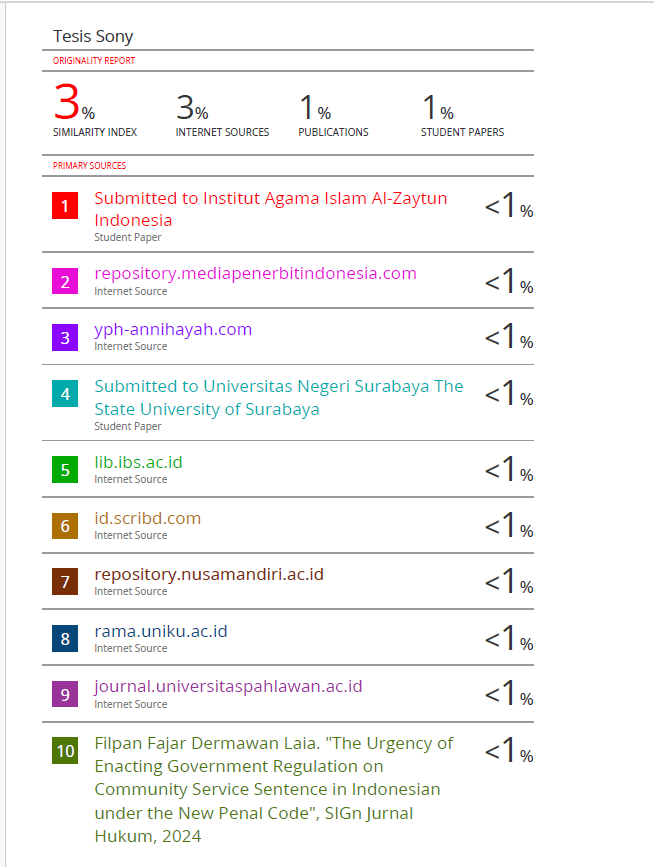 Tesis Sony
ORIGINALITY REPORT
3% 3% 1% 1%
SIMILARITY INDEX INTERNET SOURCES PUBLICATIONS STUDENT PAPERS
PRIMARY SOURCES
1 Submitted to Institut Agama Islam Al-Zaytun <1%
Indonesia
Student Paper
2 repository.mediapenerbitindonesia.com <1%
Internet Source
3 yph-annihayah.com <1%
Internet Source
4 Submitted to Universitas Negeri Surabaya The <1%
State University of Surabaya
Student Paper
5 lib.ibs.ac.id <1%
Internet Source
6 id.scribd.com <1%
Internet Source
7 repository.nusamandiri.ac.id <1%
Internet Source
8 rama.uniku.ac.id <1%
Internet Source
9 journal.universitaspahlawan.ac.id <1%
Internet Source
10 Filpan Fajar Dermawan Laia. "The Urgency of <1%
Enacting Government Regulation on
Community Service Sentence in Indonesian
under the New Penal Code", SIGn Jurnal
Hukum, 2024